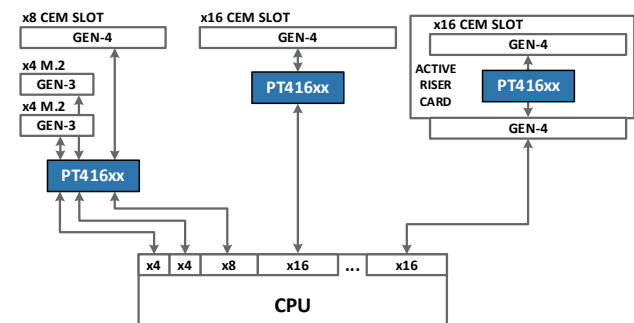 x8 CEM SLOT
GEN-4
x4 M.2
GEN-3
x4 M.2
GEN-3
PT416xx
x16 CEM SLOT
GEN-4
PT416xx
x16 CEM SLOT
GEN-4
ACTIVE
RISER
CARD
PT416xx
GEN-4
x4 x4 x8 x16 ... x16
CPU